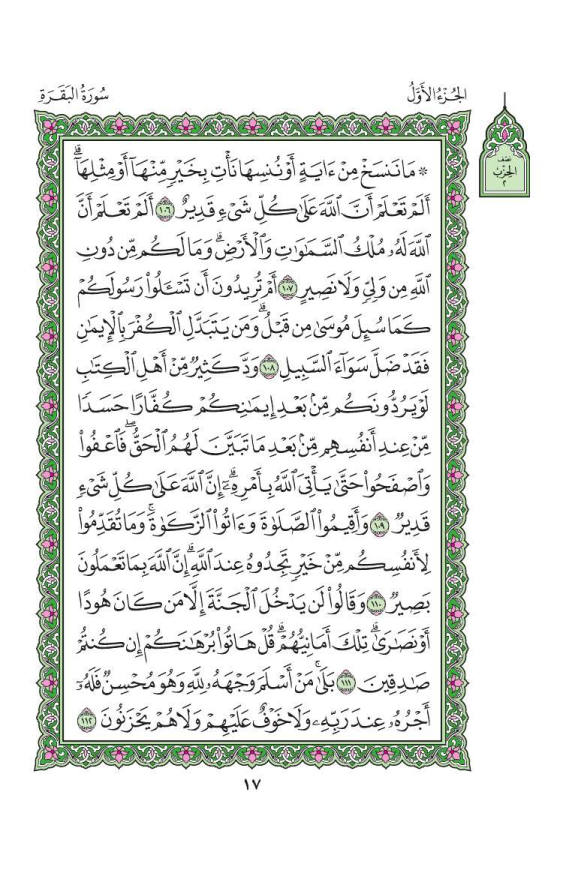 الجُزْءُ الأَوَّلُ
سُورَةُ البَقَرَةِ
نصف
الحِزْب
٢
۞ مَا نَنسَخْ مِنْ ءَايَةٍ أَوْ نُنسِهَا نَأْتِ بِخَيْرٍ مِّنْهَآ أَوْ مِثْلِهَآۗ
أَلَمْ تَعْلَمْ أَنَّ ٱللَّهَ عَلَىٰ كُلِّ شَىْءٍ قَدِيرٌ ١٠٦ أَلَمْ تَعْلَمْ أَنَّ
ٱللَّهَ لَهُۥ مُلْكُ ٱلسَّمَٰوَٰتِ وَٱلْأَرْضِۗ وَمَا لَكُم مِّن دُونِ
ٱللَّهِ مِن وَلِىٍّ وَلَا نَصِيرٍ ١٠٧ أَمْ تُرِيدُونَ أَن تَسْـَٔلُوا۟ رَسُولَكُمْ
كَمَا سُئِلَ مُوسَىٰ مِن قَبْلُۗ وَمَن يَتَبَدَّلِ ٱلْكُفْرَ بِٱلْإِيمَٰنِ
فَقَدْ ضَلَّ سَوَآءَ ٱلسَّبِيلِ ١٠٨ وَدَّ كَثِيرٌ مِّنْ أَهْلِ ٱلْكِتَٰبِ
لَوْ يَرُدُّونَكُم مِّنۢ بَعْدِ إِيمَٰنِكُمْ كُفَّارًا حَسَدًا
مِّنْ عِندِ أَنفُسِهِم مِّنۢ بَعْدِ مَا تَبَيَّنَ لَهُمُ ٱلْحَقُّۖ فَٱعْفُوا۟
وَٱصْفَحُوا۟ حَتَّىٰ يَأْتِىَ ٱللَّهُ بِأَمْرِهِۦٓۗ إِنَّ ٱللَّهَ عَلَىٰ كُلِّ شَىْءٍ
قَدِيرٌ ١٠٩ وَأَقِيمُوا۟ ٱلصَّلَوٰةَ وَءَاتُوا۟ ٱلزَّكَوٰةَۚ وَمَا تُقَدِّمُوا۟
لِأَنفُسِكُم مِّنْ خَيْرٍ تَجِدُوهُ عِندَ ٱللَّهِۗ إِنَّ ٱللَّهَ بِمَا تَعْمَلُونَ
بَصِيرٌ ١١٠ وَقَالُوا۟ لَن يَدْخُلَ ٱلْجَنَّةَ إِلَّا مَن كَانَ هُودًا
أَوْ نَصَٰرَىٰۗ تِلْكَ أَمَانِيُّهُمْۗ قُلْ هَاتُوا۟ بُرْهَٰنَكُمْ إِن كُنتُمْ
صَٰدِقِينَ ١١١ بَلَىٰۚ مَنْ أَسْلَمَ وَجْهَهُۥ لِلَّهِ وَهُوَ مُحْسِنٌ فَلَهُۥٓ
أَجْرُهُۥ عِندَ رَبِّهِۦ وَلَا خَوْفٌ عَلَيْهِمْ وَلَا هُمْ يَحْزَنُونَ ١١٢
١٧